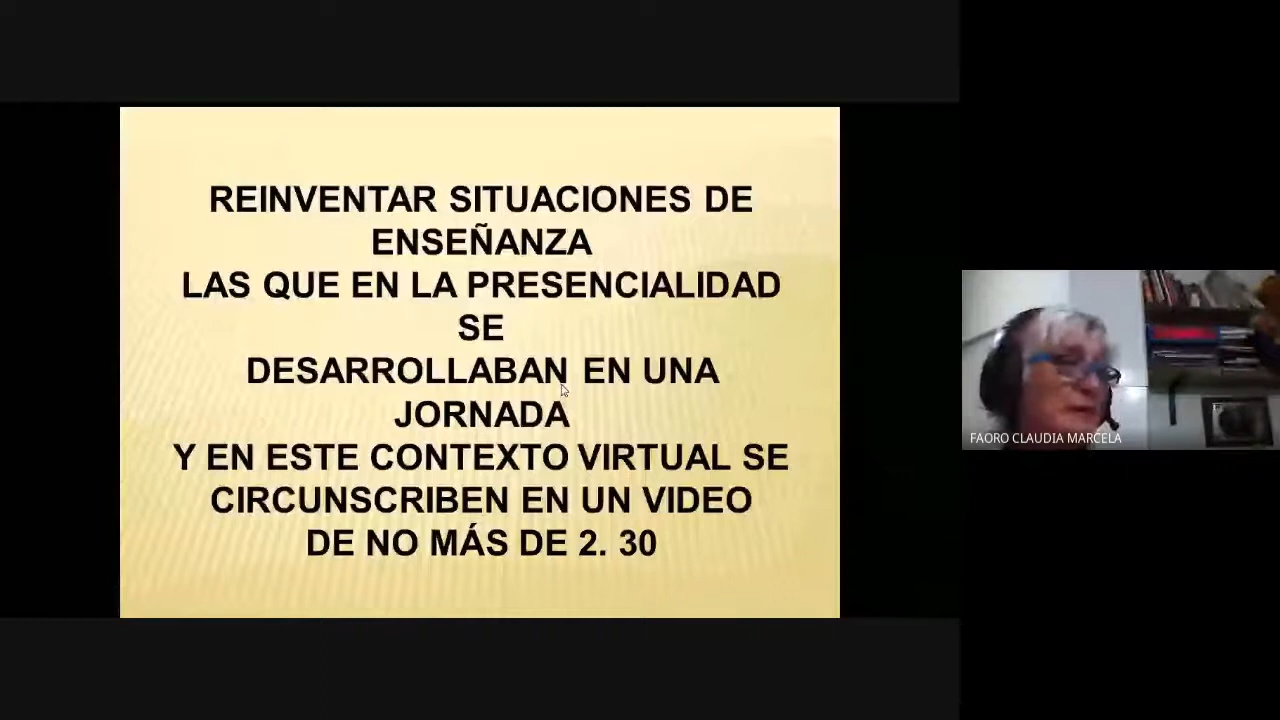 REINVENTAR SITUACIONES DE
ENSEÑANZA
LAS QUE EN LA PRESENCIALIDAD
SE
DESARROLLABAN EN UNA
JORNADA
Y EN ESTE CONTEXTO VIRTUAL SE
CIRCUNSCRIBEN EN UN VIDEO
DE NO MÁS DE 2. 30
FAORO CLAUDIA MARCELA